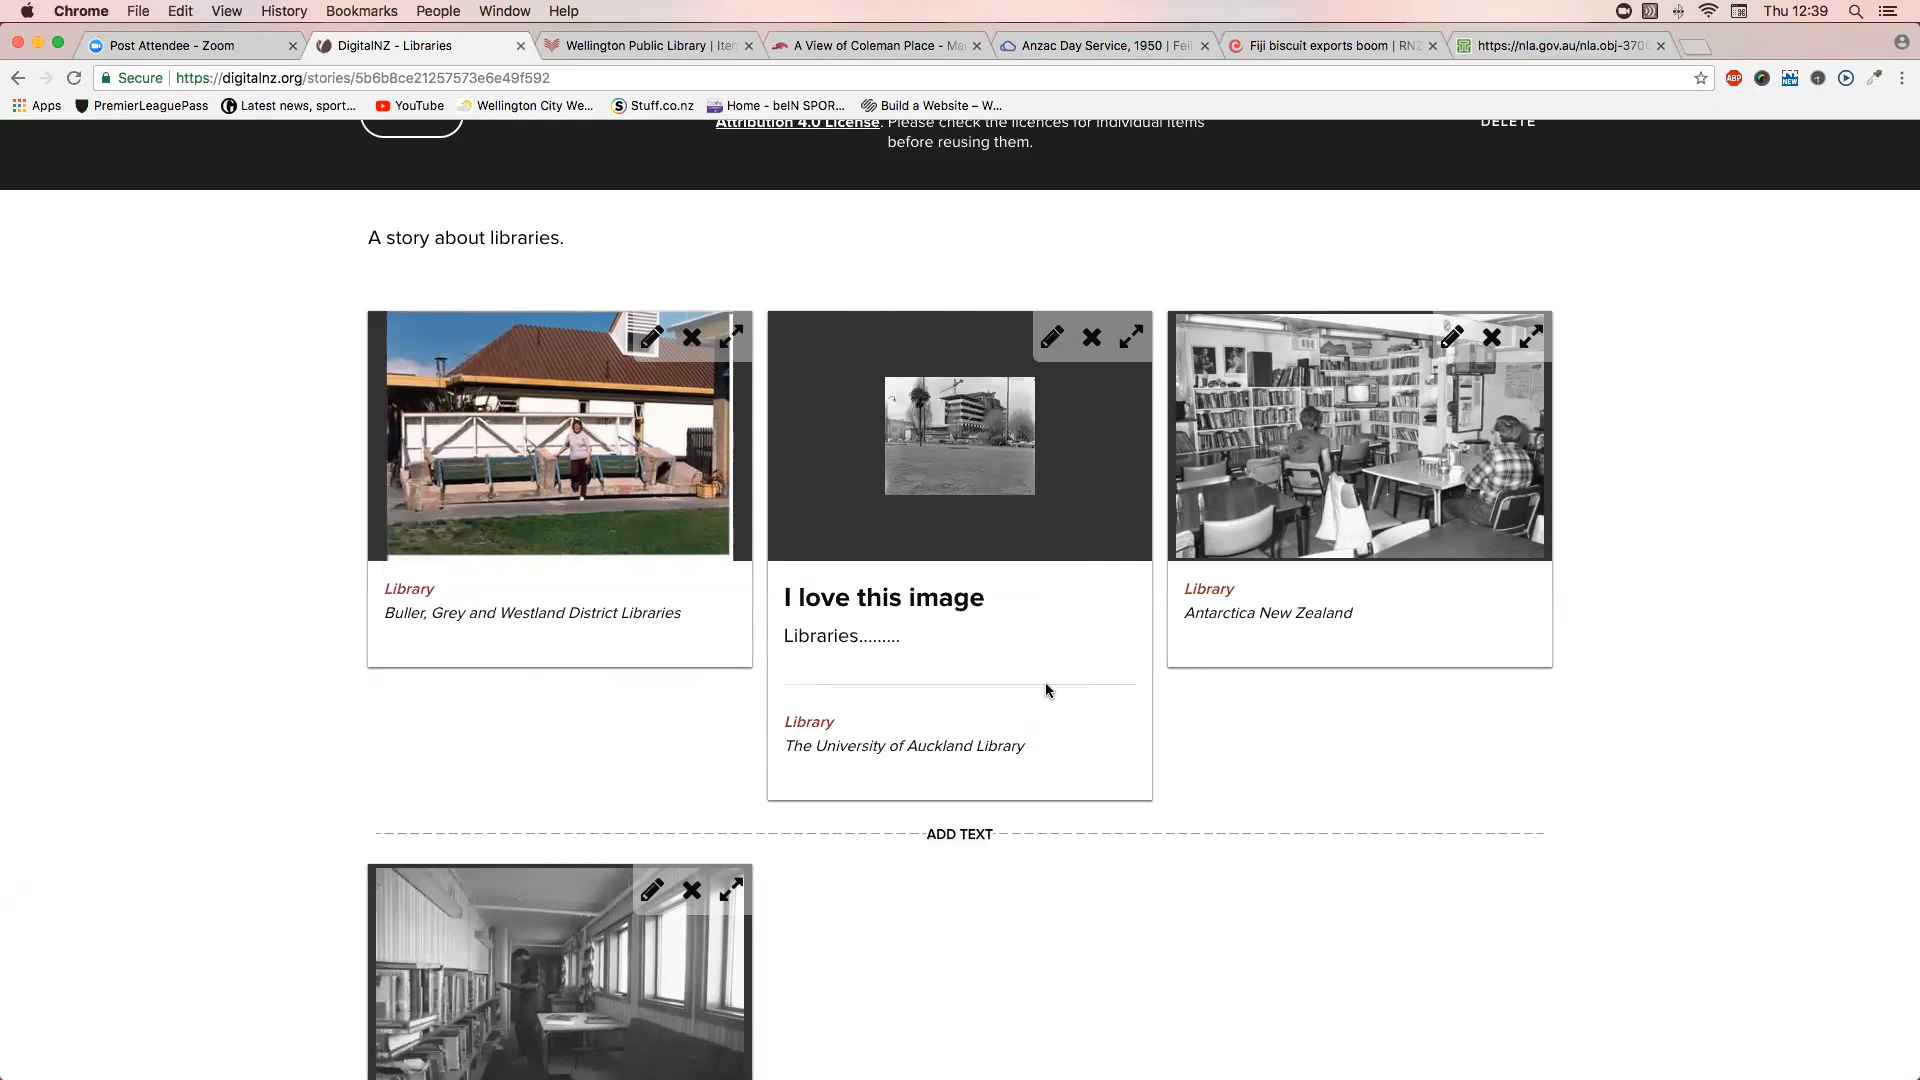 Chrome File Edit View History Bookmarks People Window Help Thu 12:39
Post Attendee - Zoom DigitalNZ - Libraries Wellington Public Library | Iten A View of Coleman Place - Ma Anzac Day Service, 1950 | Feil Fiji biscuit exports boom | RNZ https://nla.gov.au/nla.obj-370
Secure https://digitalnz.org/stories/5b6b8ce21257573e6e49f592 ABP NEW
Apps PremierLeaguePass Latest news, sport... YouTube Wellington City We... Stuff.co.nz Home - beIN SPOR... Build a Website – W...
Attribution 4.0 License. Please check the licences for individual items
before reusing them.
DELETE
A story about libraries.
Library
Buller, Grey and Westland District Libraries
I love this image
Libraries.........
Library
The University of Auckland Library
Library
Antarctica New Zealand
ADD TEXT